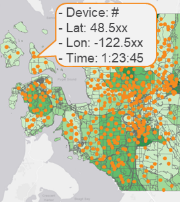 - Device: #
- Lat: 48.5xx
- Lon: -122.5xx
- Time: 1:23:45